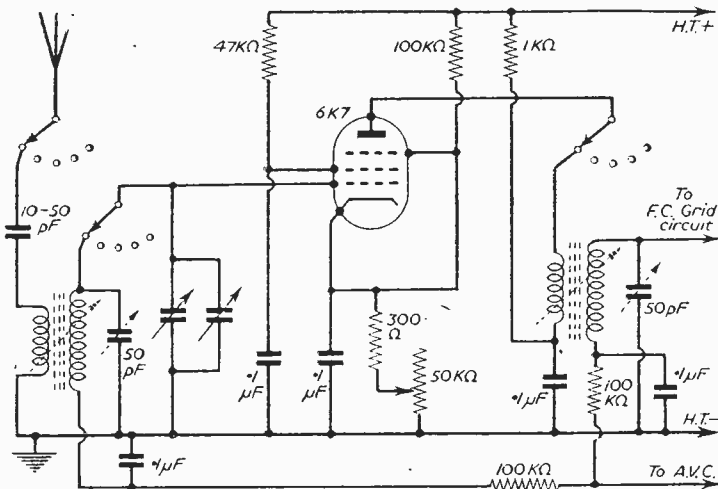 47KΩ
100KΩ
1KΩ
H.T.+
6K7
10-50
pF
To
F.C. Grid
circuit
50
pF
·1
μF
·1
μF
300
Ω
50KΩ
·1μF
50pF
100
KΩ
·1μF
H.T.-
·1μF
100KΩ
To A.V.C.